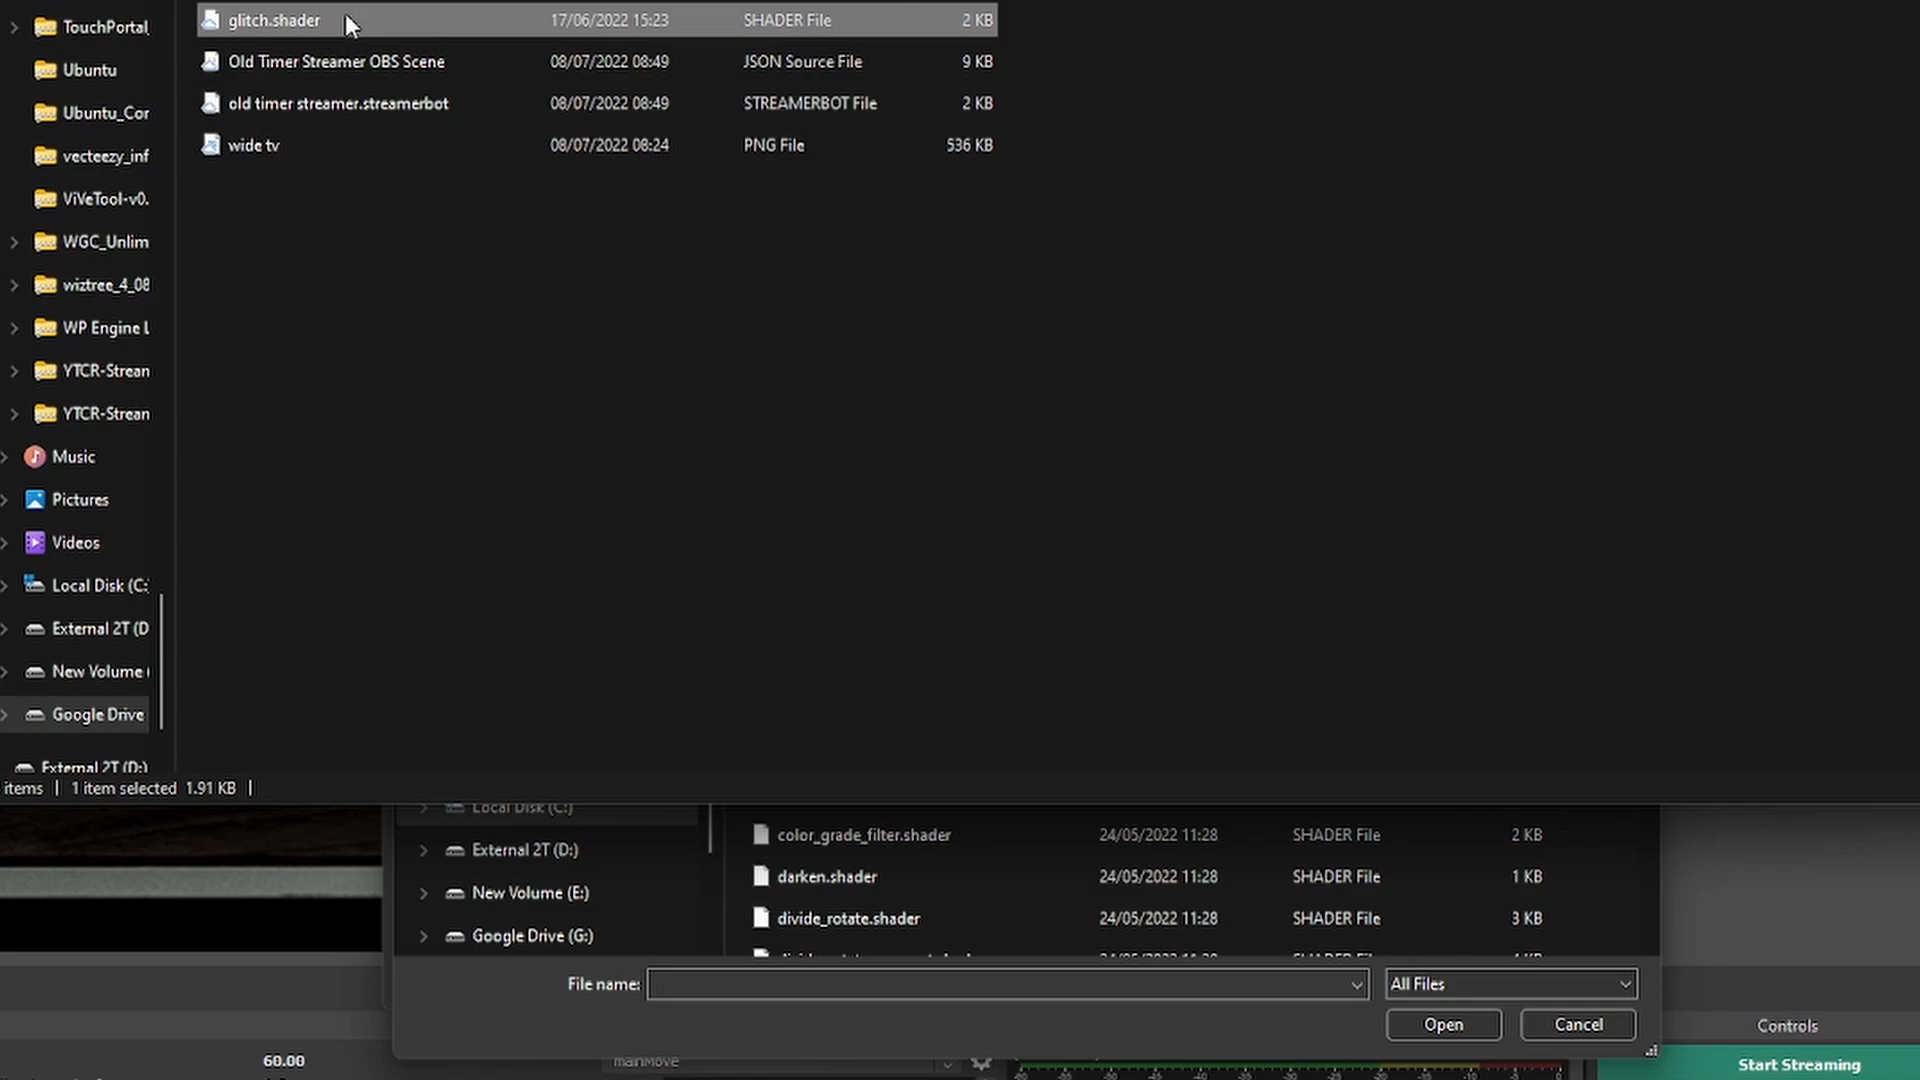 TouchPortal_
Ubuntu
Ubuntu_Cor
vecteezy_inf
ViVeTool-v0.
WGC_Unlim
wiztree_4_08
WP Engine L
YTCR-Strean
YTCR-Strean
Music
Pictures
Videos
Local Disk (C:
External 2T (D
New Volume (
Google Drive
External 2T (D:)
glitch.shader 17/06/2022 15:23 SHADER File 2 KB
Old Timer Streamer OBS Scene 08/07/2022 08:49 JSON Source File 9 KB
old timer streamer.streamerbot 08/07/2022 08:49 STREAMERBOT File 2 KB
wide tv 08/07/2022 08:24 PNG File 536 KB
items | 1 item selected 1.91 KB |
Local Disk (C:)
External 2T (D:)
New Volume (E:)
Google Drive (G:)
color_grade_filter.shader 24/05/2022 11:28 SHADER File 2 KB
darken.shader 24/05/2022 11:28 SHADER File 1 KB
divide_rotate.shader 24/05/2022 11:28 SHADER File 3 KB
File name: All Files
Open Cancel
Controls
60.00 mainMove
Start Streaming